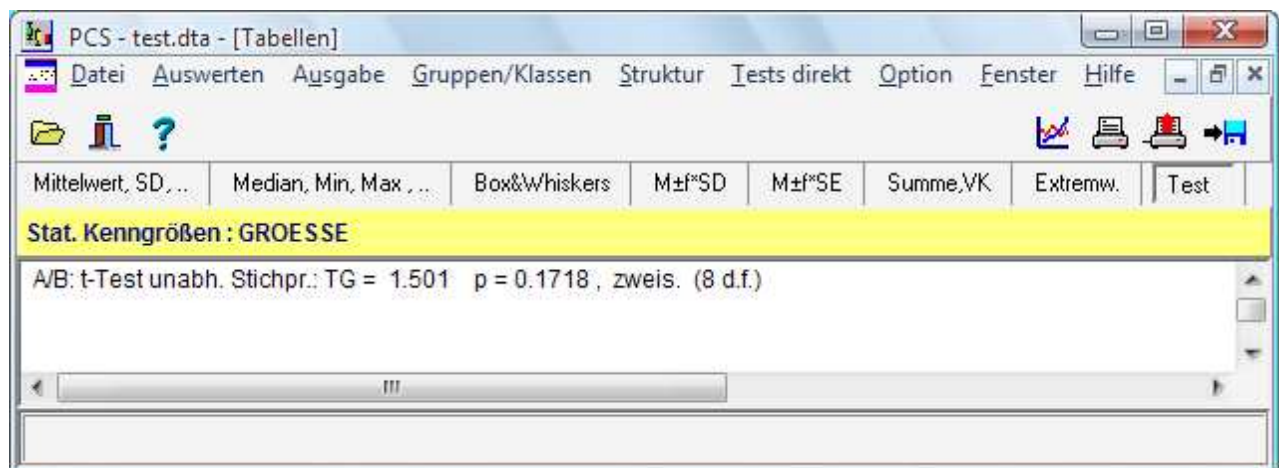 PCS - test.dta - [Tabellen]
Datei Auswerten Ausgabe Gruppen/Klassen Struktur Tests direkt Option Fenster Hilfe
Mittelwert, SD, .. Median, Min, Max , .. Box&Whiskers M±f*SD M±f*SE Summe,VK Extremw. Test
Stat. Kenngrößen : GROESSE
A/B: t-Test unabh. Stichpr.: TG = 1.501 p = 0.1718 , zweis. (8 d.f.)